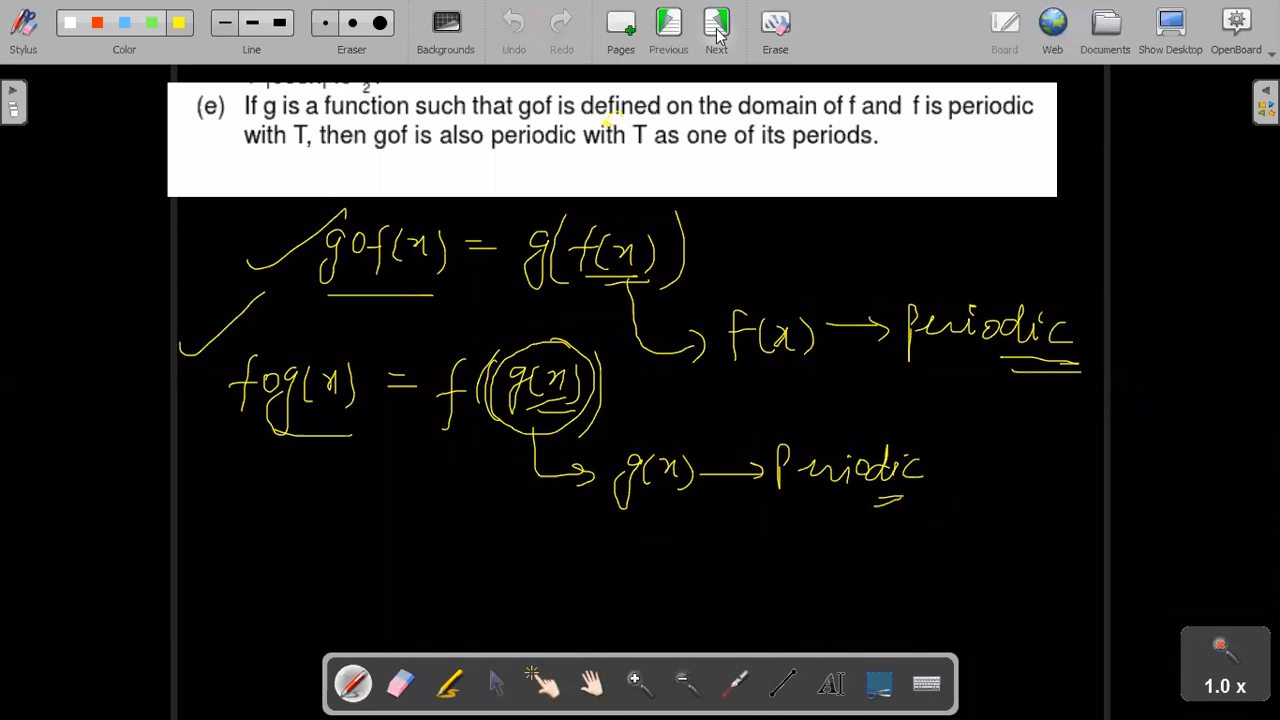 Stylus Color Line Eraser Backgrounds Undo Redo Pages Previous Next Erase Board Web Documents Show Desktop OpenBoard
(e) If g is a function such that gof is defined on the domain of f and f is periodic
with T, then gof is also periodic with T as one of its periods.
gof(x) = g(f(x))
f(x) → Periodic
fog(x) = f((g(x)))
g(x) → Periodic
1.0 x